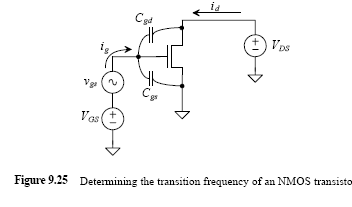 C_gd
i_d
i_g
V_DS
v_gs
C_gs
V_GS
Figure 9.25 Determining the transition frequency of an NMOS transisto